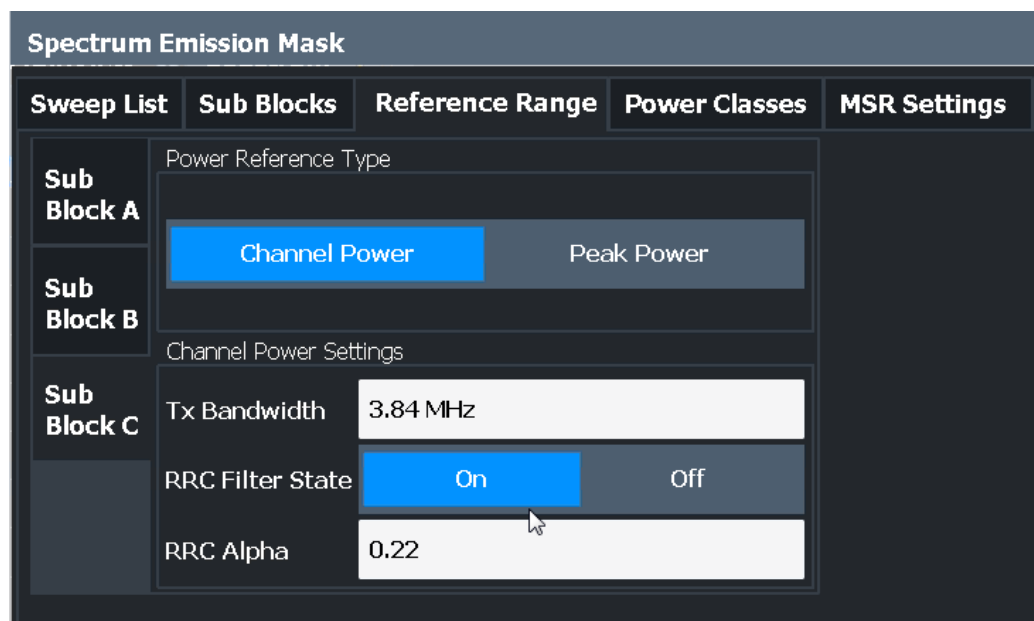 Spectrum Emission Mask
Sweep List Sub Blocks Reference Range Power Classes MSR Settings
Sub
Block A
Sub
Block B
Sub
Block C
Power Reference Type
Channel Power Peak Power
Channel Power Settings
Tx Bandwidth 3.84 MHz
RRC Filter State On Off
RRC Alpha 0.22